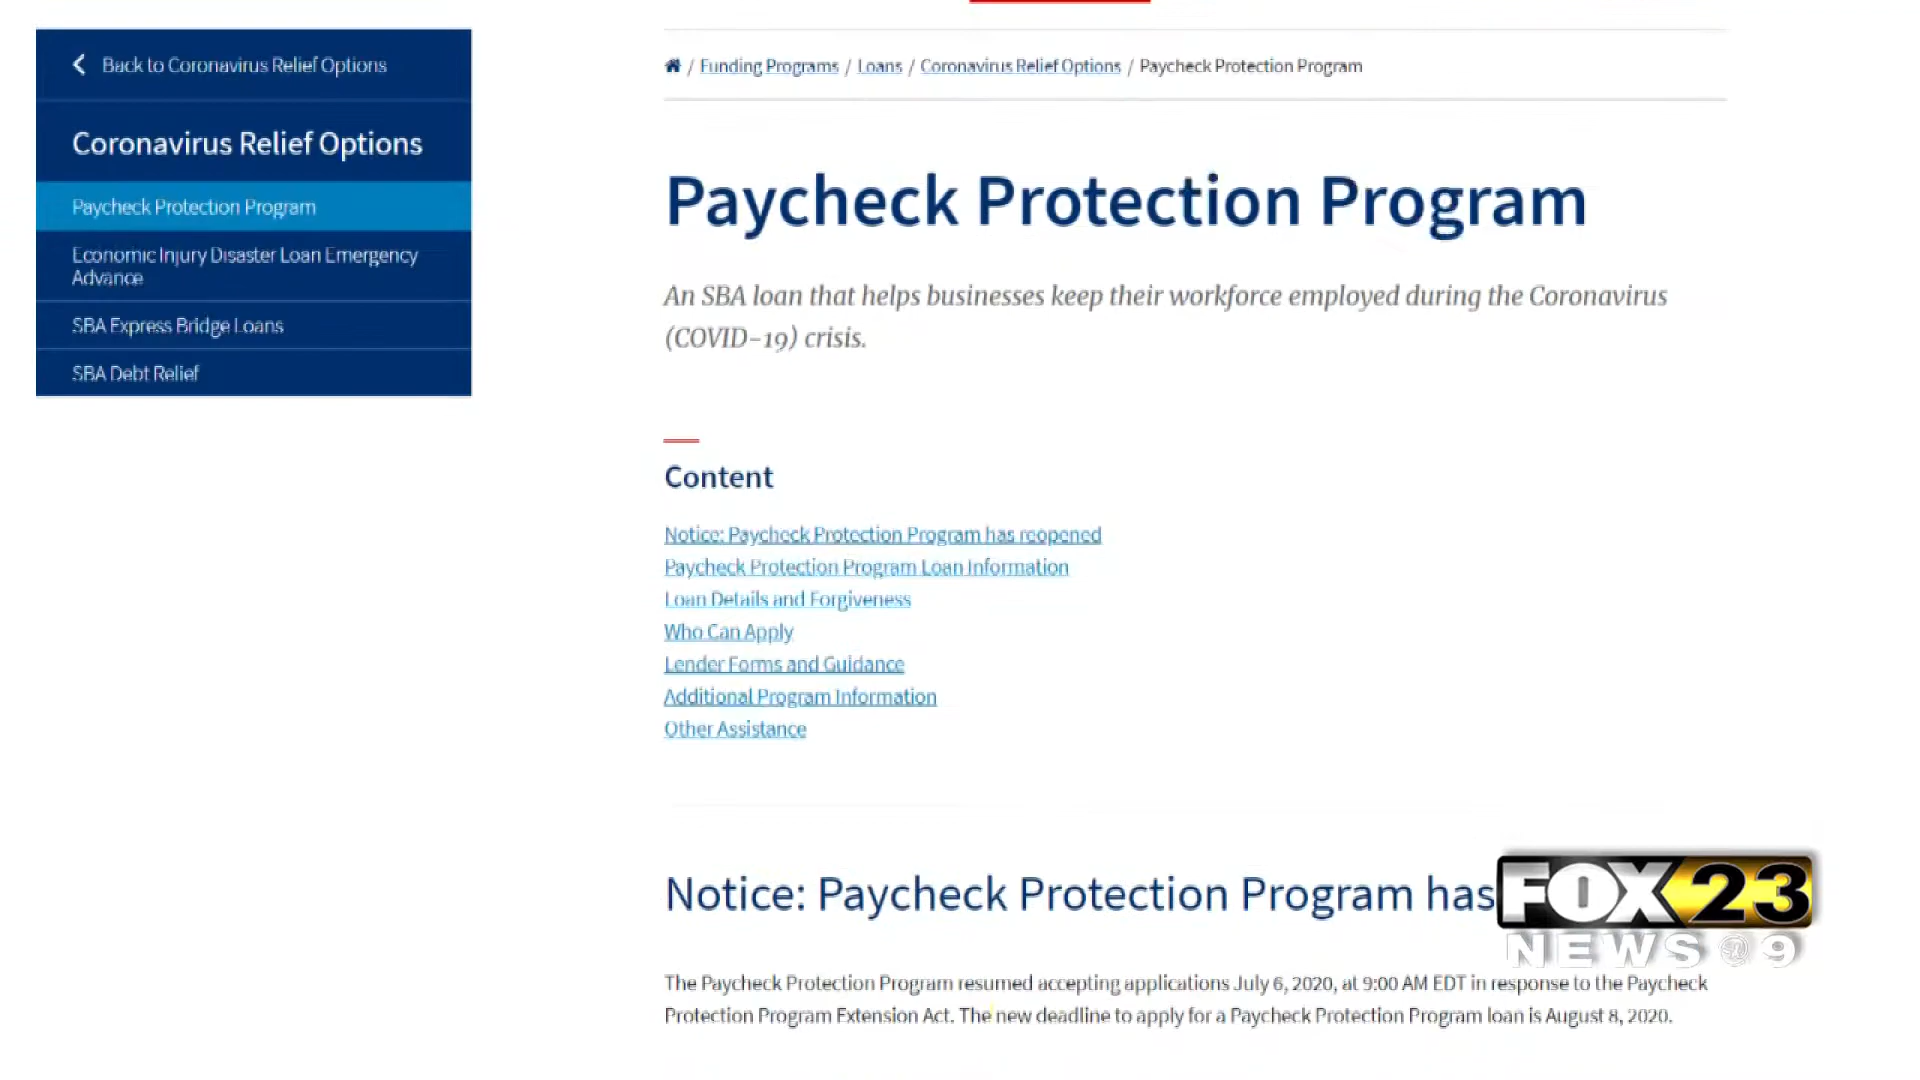 Back to Coronavirus Relief Options
Coronavirus Relief Options
Paycheck Protection Program
Economic Injury Disaster Loan Emergency
Advance
SBA Express Bridge Loans
SBA Debt Relief
/ Funding Programs / Loans / Coronavirus Relief Options / Paycheck Protection Program
Paycheck Protection Program
An SBA loan that helps businesses keep their workforce employed during the Coronavirus
(COVID-19) crisis.
Content
Notice: Paycheck Protection Program has reopened
Paycheck Protection Program Loan Information
Loan Details and Forgiveness
Who Can Apply
Lender Forms and Guidance
Additional Program Information
Other Assistance
Notice: Paycheck Protection Program has
FOX 23
NEWS @ 9
The Paycheck Protection Program resumed accepting applications July 6, 2020, at 9:00 AM EDT in response to the Paycheck
Protection Program Extension Act. The new deadline to apply for a Paycheck Protection Program loan is August 8, 2020.